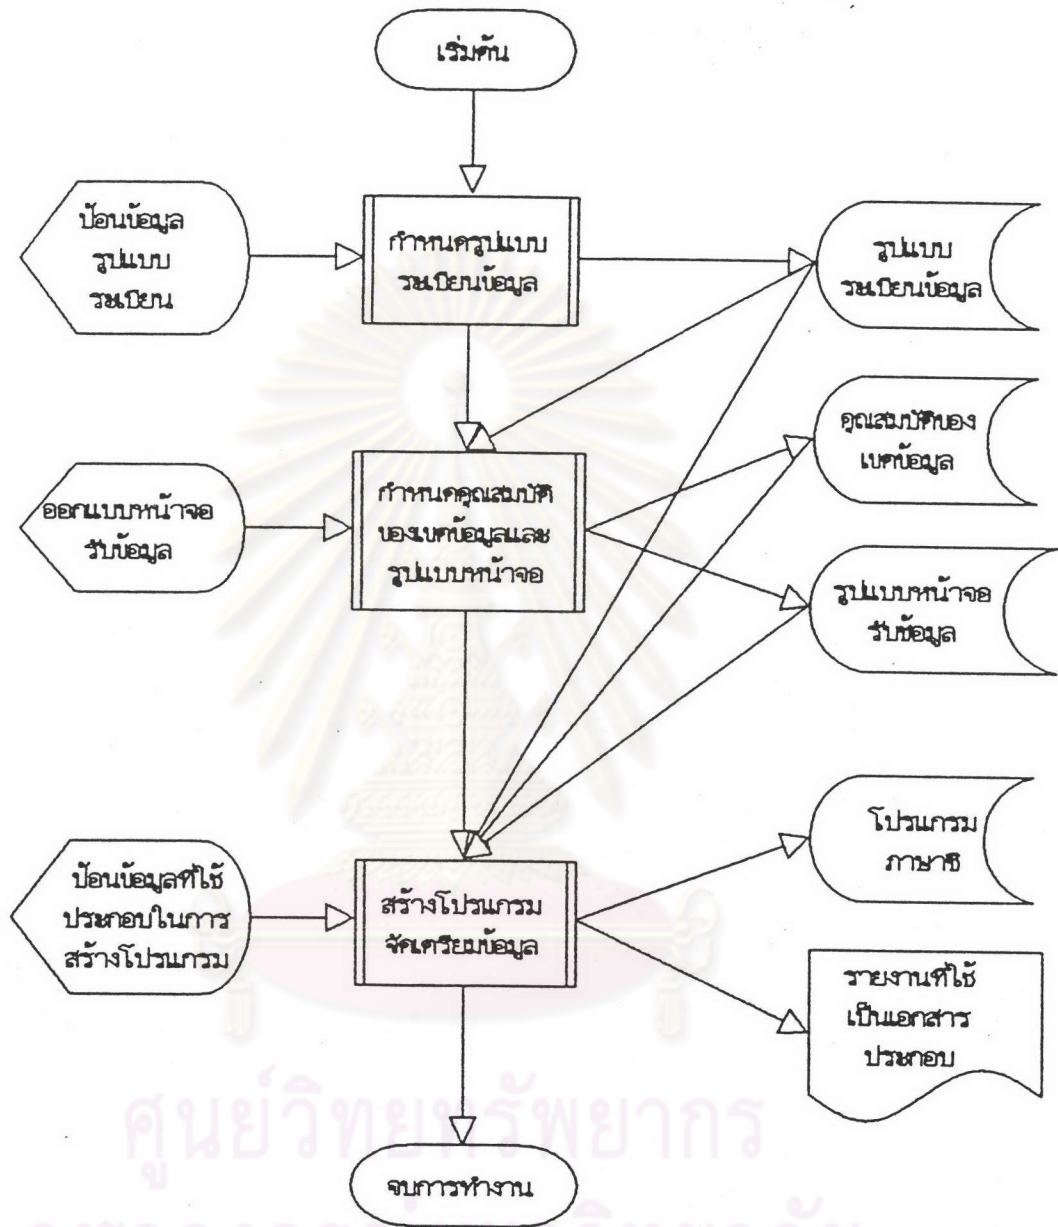 เริ่มต้น
ป้อนข้อมูล
รูปแบบ
ระเบียน
กำหนดรูปแบบ
ระเบียนข้อมูล
รูปแบบ
ระเบียนข้อมูล
คุณสมบัติของ
เขตข้อมูล
ออกแบบหน้าจอ
รับข้อมูล
กำหนดคุณสมบัติ
ของเขตข้อมูลและ
รูปแบบหน้าจอ
รูปแบบหน้าจอ
รับข้อมูล
โปรแกรม
ภาษาซี
ป้อนข้อมูลที่ใช้
ประกอบในการ
สร้างโปรแกรม
สร้างโปรแกรม
จัดเตรียมข้อมูล
รายงานที่ใช้
เป็นเอกสาร
ประกอบ
ศูนย์วิทยทรัพยากร
จบการทำงาน